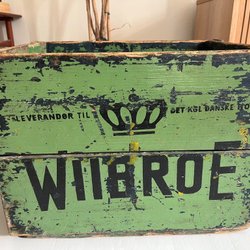 LEVERANDØR TIL DET KGL DANSKE
WIIBROE